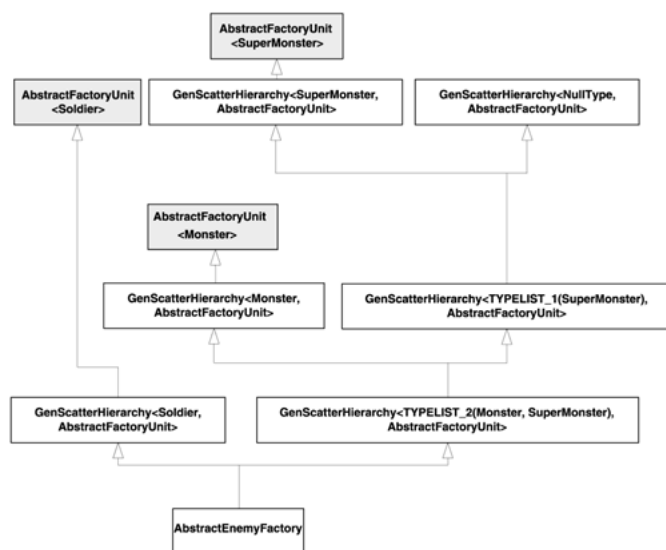 AbstractFactoryUnit
<SuperMonster>
AbstractFactoryUnit
<Soldier>
GenScatterHierarchy<SuperMonster,
AbstractFactoryUnit>
GenScatterHierarchy<NullType,
AbstractFactoryUnit>
AbstractFactoryUnit
<Monster>
GenScatterHierarchy<Monster,
AbstractFactoryUnit>
GenScatterHierarchy<TYPELIST_1(SuperMonster),
AbstractFactoryUnit>
GenScatterHierarchy<Soldier,
AbstractFactoryUnit>
GenScatterHierarchy<TYPELIST_2(Monster, SuperMonster),
AbstractFactoryUnit>
AbstractEnemyFactory